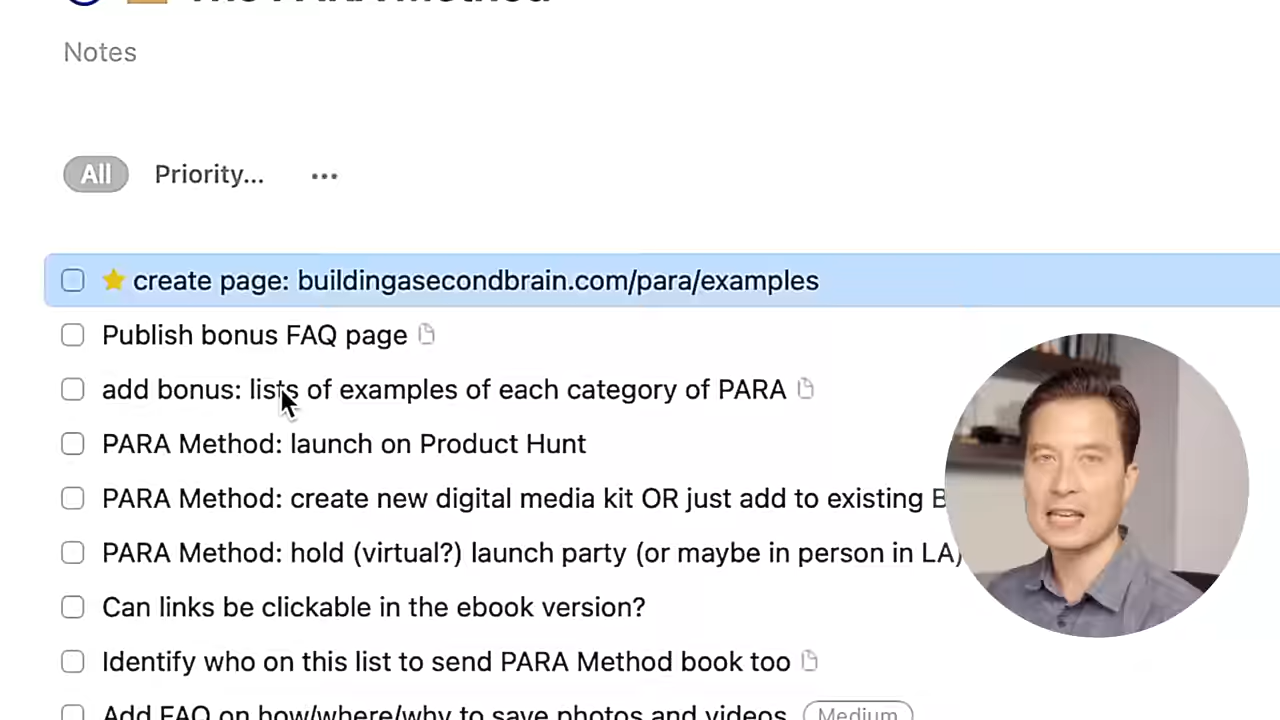 The PARA Method
Notes
All Priority... ...
create page: buildingasecondbrain.com/para/examples
Publish bonus FAQ page
add bonus: lists of examples of each category of PARA
PARA Method: launch on Product Hunt
PARA Method: create new digital media kit OR just add to existing B
PARA Method: hold (virtual?) launch party (or maybe in person in LA)
Can links be clickable in the ebook version?
Identify who on this list to send PARA Method book too
Add FAQ on how/where/why to save photos and videos Medium